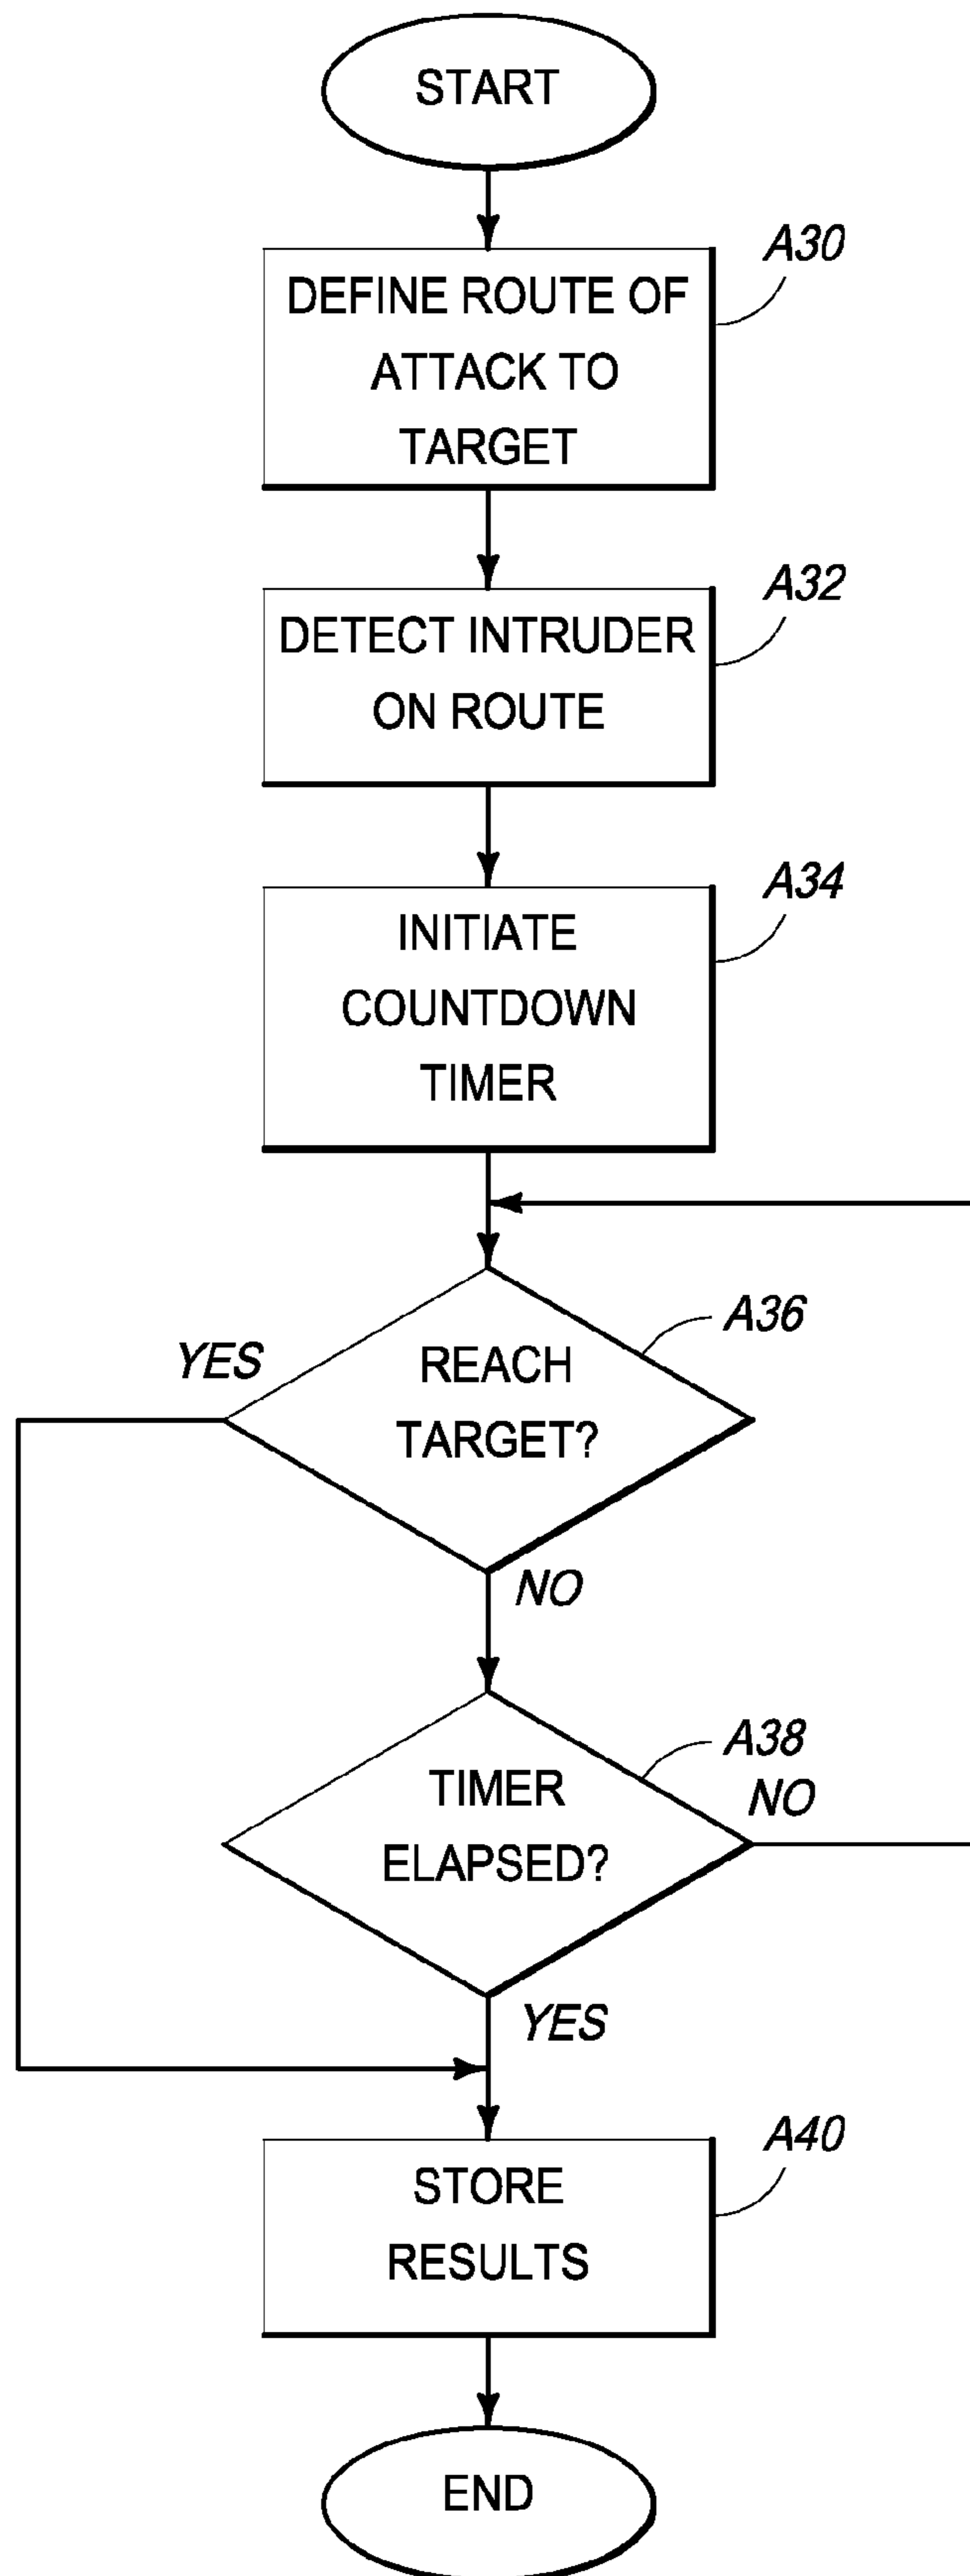 START
A30
DEFINE ROUTE OF
ATTACK TO
TARGET
A32
DETECT INTRUDER
ON ROUTE
A34
INITIATE
COUNTDOWN
TIMER
A36
YES
REACH
TARGET?
NO
A38
TIMER
NO
ELAPSED?
YES
A40
STORE
RESULTS
END